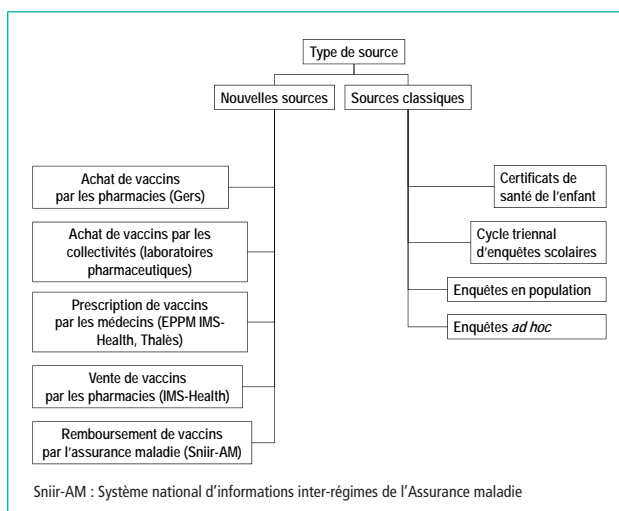 Type de source
Nouvelles sources
Sources classiques
Achat de vaccins
par les pharmacies (Gers)
Achat de vaccins par les
collectivités (laboratoires
pharmaceutiques)
Prescription de vaccins
par les médecins (EPPM IMS-
Health, Thalès)
Vente de vaccins
par les pharmacies (IMS-Health)
Remboursement de vaccins
par l'assurance maladie (Sniir-AM)
Certificats de
santé de l'enfant
Cycle triennal
d'enquêtes scolaires
Enquêtes en population
Enquêtes ad hoc
Sniir-AM : Système national d'informations inter-régimes de l'Assurance maladie